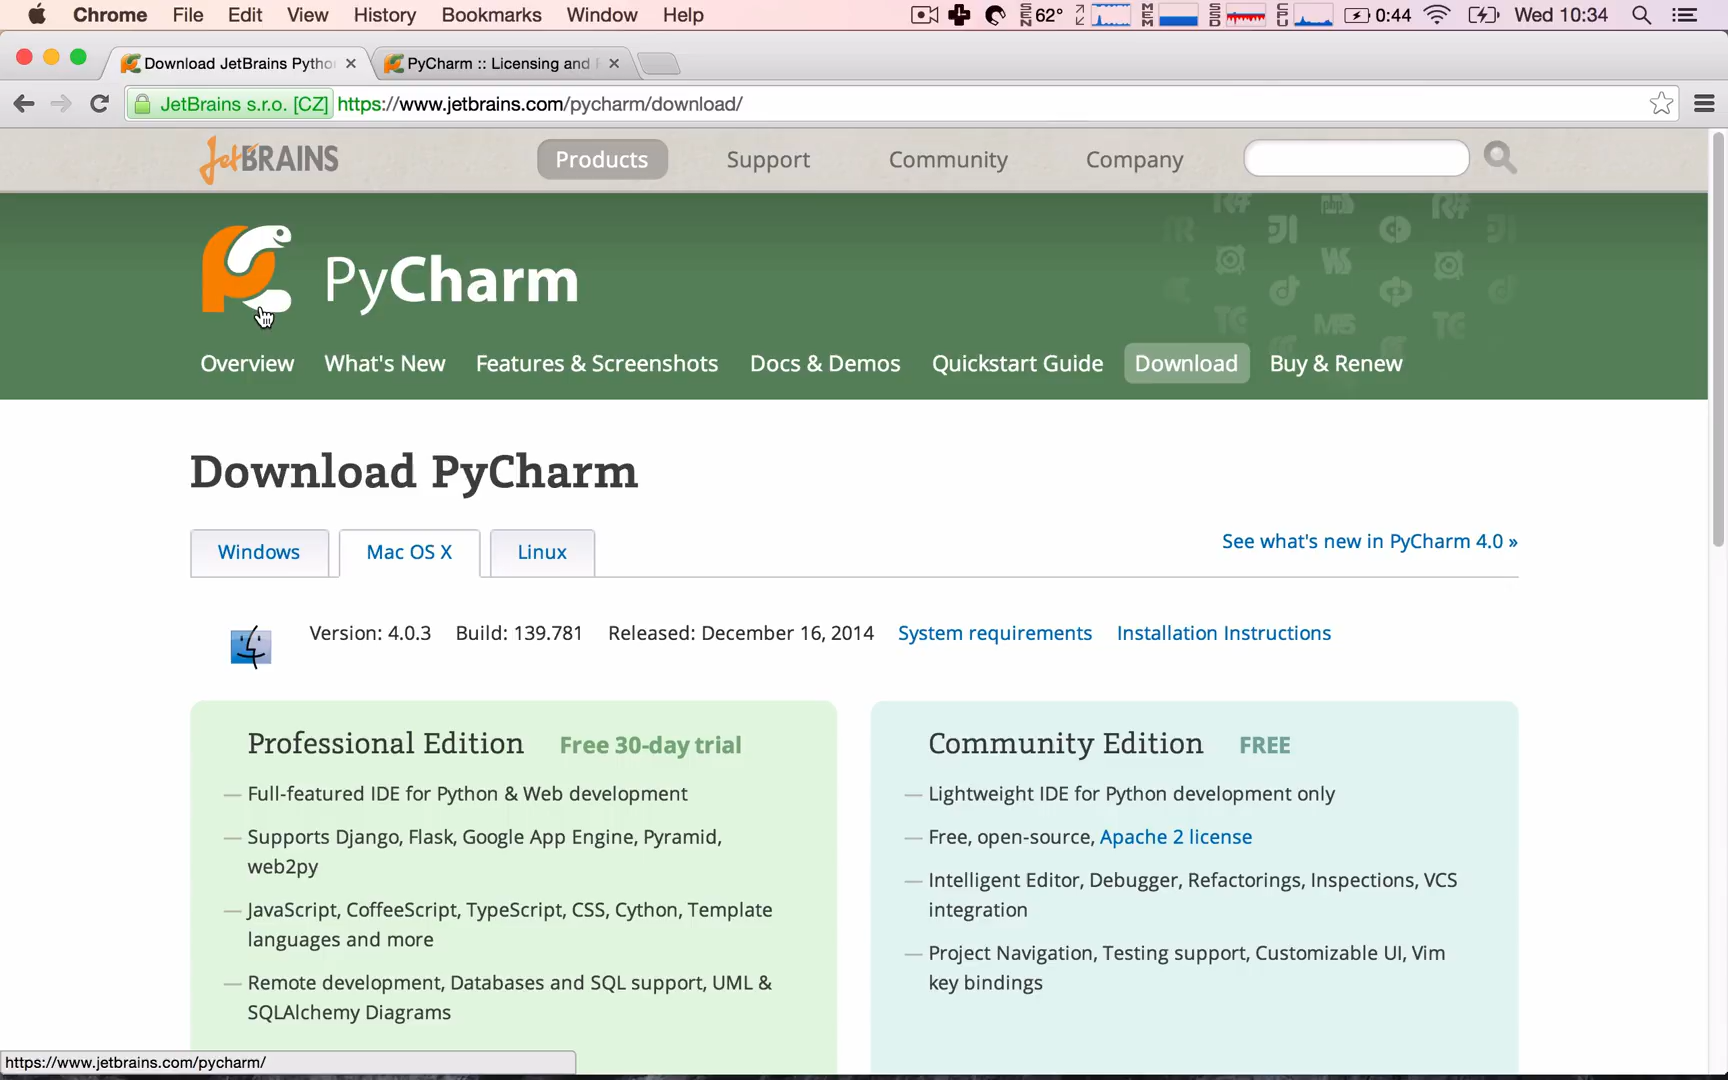 Chrome File Edit View History Bookmarks Window Help SEN 62° MEM SSD CPU 0:44 Wed 10:34
Download JetBrains Pytho PyCharm :: Licensing and
JetBrains s.r.o. [CZ] https://www.jetbrains.com/pycharm/download/
JetBRAINS Products Support Community Company
PyCharm
Overview What's New Features & Screenshots Docs & Demos Quickstart Guide Download Buy & Renew
Download PyCharm
Windows Mac OS X Linux See what's new in PyCharm 4.0 »
Version: 4.0.3 Build: 139.781 Released: December 16, 2014 System requirements Installation Instructions
Professional Edition Free 30-day trial
— Full-featured IDE for Python & Web development
— Supports Django, Flask, Google App Engine, Pyramid,
web2py
— JavaScript, CoffeeScript, TypeScript, CSS, Cython, Template
languages and more
— Remote development, Databases and SQL support, UML &
SQLAlchemy Diagrams
Community Edition FREE
— Lightweight IDE for Python development only
— Free, open-source, Apache 2 license
— Intelligent Editor, Debugger, Refactorings, Inspections, VCS
integration
— Project Navigation, Testing support, Customizable UI, Vim
key bindings
https://www.jetbrains.com/pycharm/